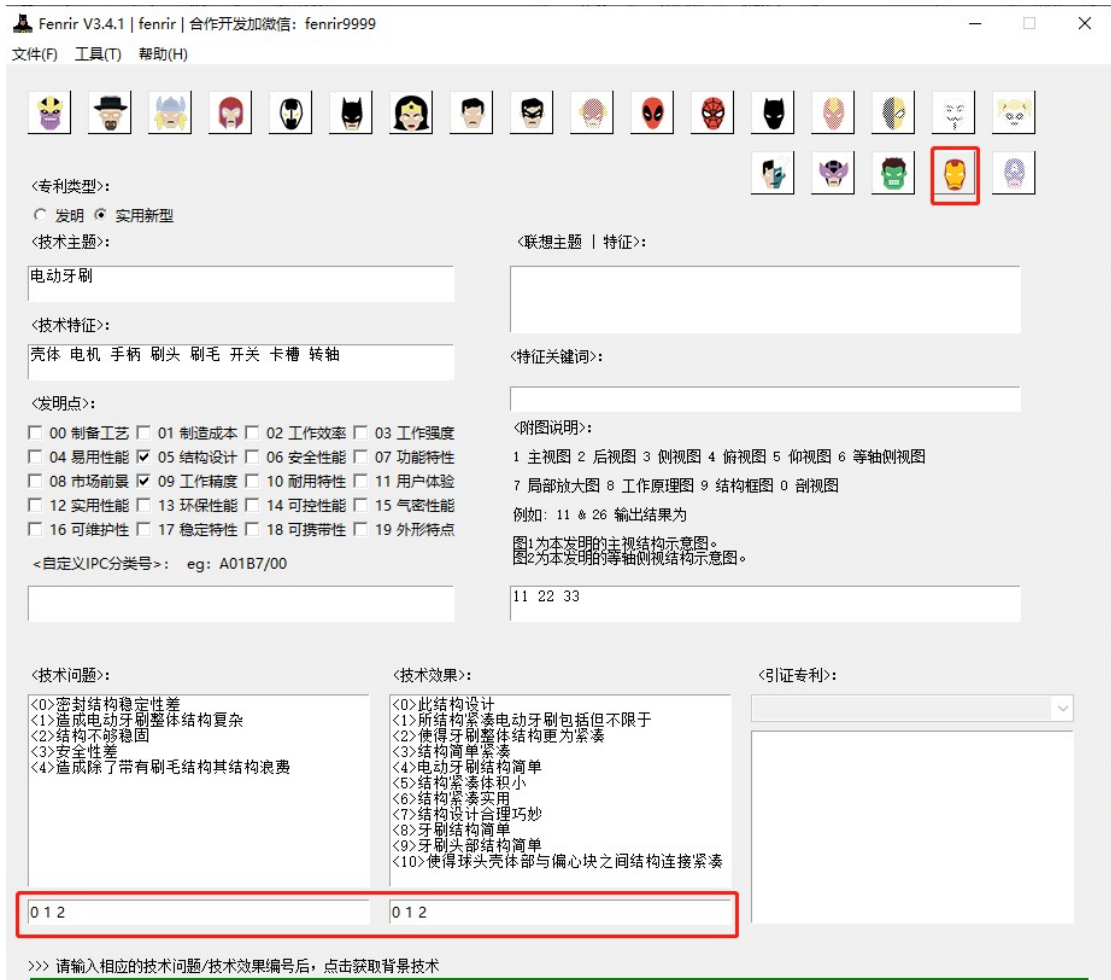 Fenrir V3.4.1 | fenrir | 合作开发加微信：fenrir9999
文件(F) 工具(T) 帮助(H)
<专利类型>:
发明 实用新型
<技术主题>:
电动牙刷
<技术特征>:
壳体 电机 手柄 刷头 刷毛 开关 卡槽 转轴
<发明点>:
00 制备工艺 01 制造成本 02 工作效率 03 工作强度
04 易用性能 05 结构设计 06 安全性能 07 功能特性
08 市场前景 09 工作精度 10 耐用特性 11 用户体验
12 实用性能 13 环保性能 14 可控性能 15 气密性能
16 可维护性 17 稳定特性 18 可携带性 19 外形特点
<自定义IPC分类号>： eg: A01B7/00
<联想主题 | 特征>:
<特征关键词>:
<附图说明>:
1 主视图 2 后视图 3 侧视图 4 俯视图 5 仰视图 6 等轴侧视图
7 局部放大图 8 工作原理图 9 结构框图 0 剖视图
例如: 11 & 26 输出结果为
图1为本发明的主视结构示意图。
图2为本发明的等轴侧视结构示意图。
11 22 33
<技术问题>:
<0>密封结构稳定性差
<1>造成电动牙刷整体结构复杂
<2>结构不够稳固
<3>安全性差
<4>造成除了带有刷毛结构其结构浪费
0 1 2
<技术效果>:
<0>此结构设计
<1>所结构紧凑电动牙刷包括但不限于
<2>使得牙刷整体结构更为紧凑
<3>结构简单紧凑
<4>电动牙刷结构简单
<5>结构紧凑体积小
<6>结构紧凑实用
<7>结构设计合理巧妙
<8>牙刷结构简单
<9>牙刷头部结构简单
<10>使得球头壳体部与偏心块之间结构连接紧凑
0 1 2
<引证专利>:
>>> 请输入相应的技术问题/技术效果编号后，点击获取背景技术